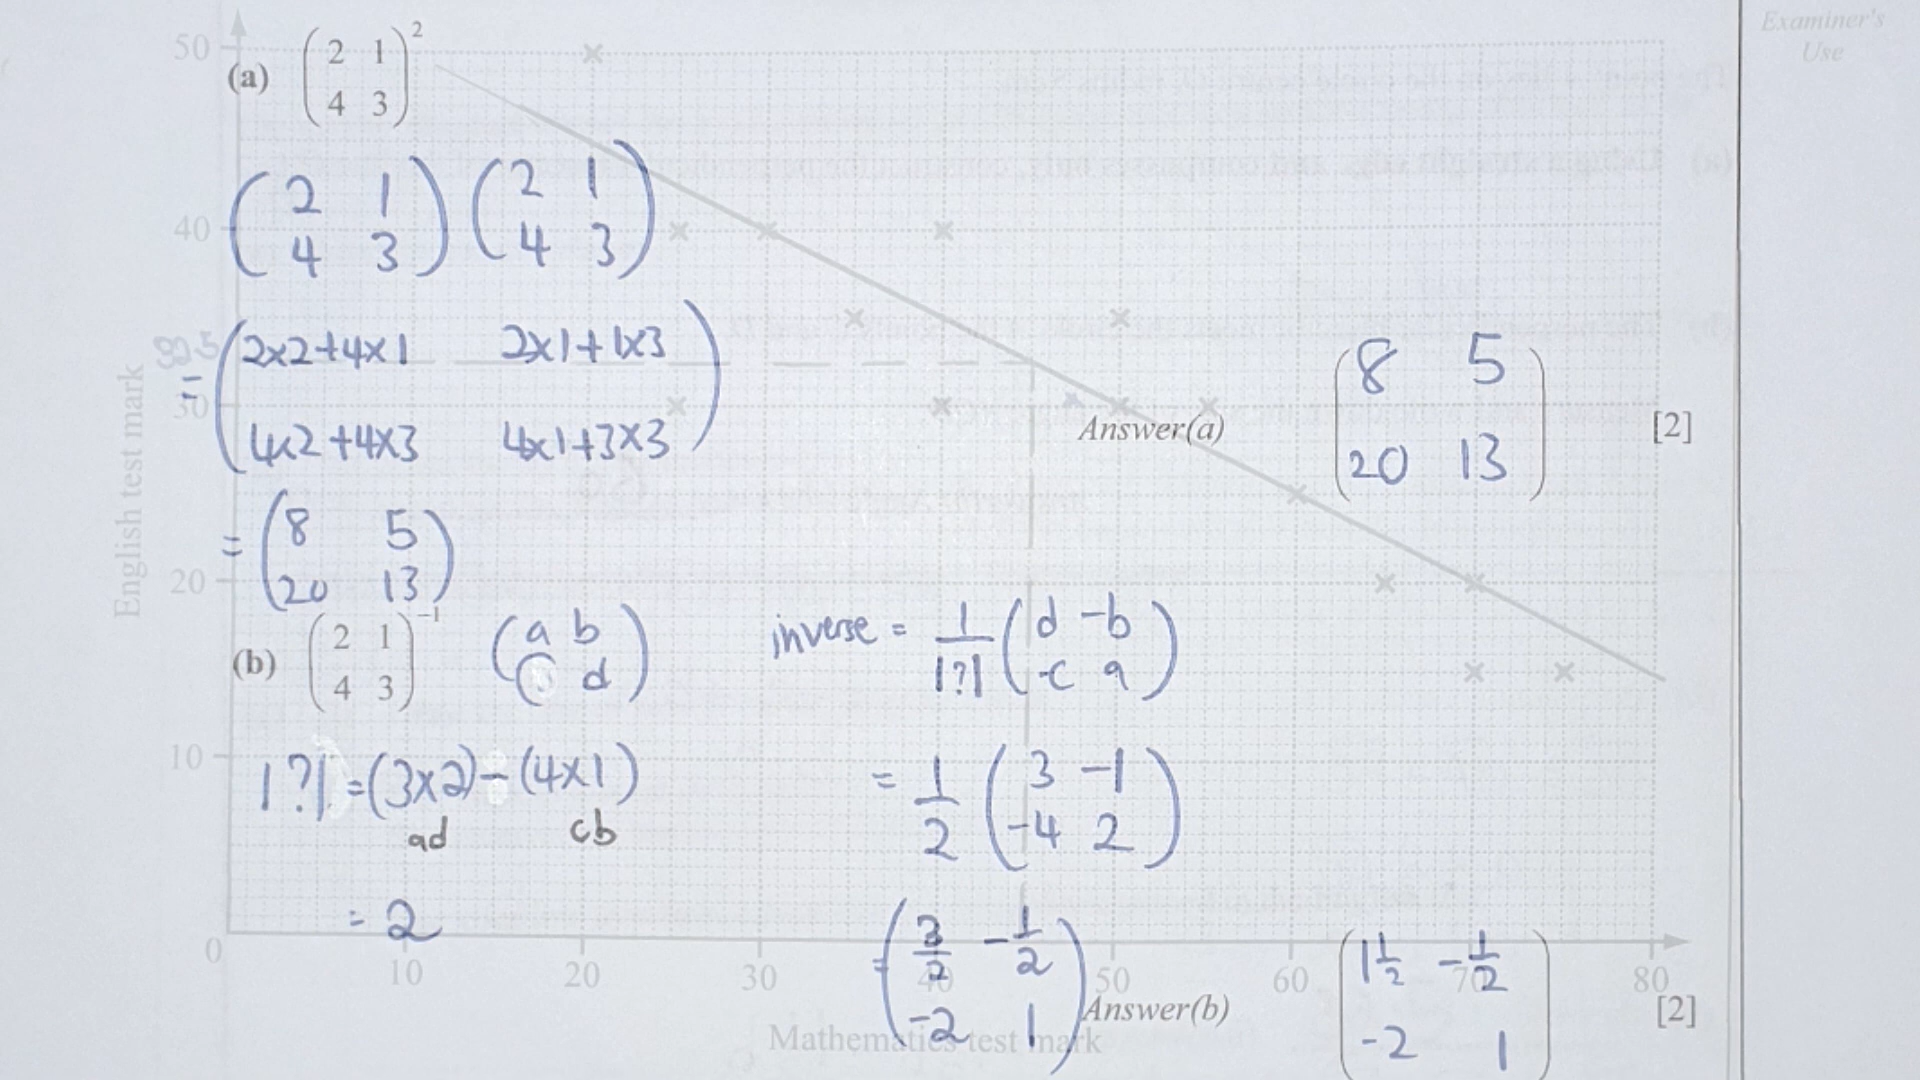 Examiner's
Use
50
(a) (2 1
4 3)²
(2 1
4 3) (2 1
4 3)
40
= (2x2+4x1 2x1+1x3
4x2+4x3 4x1+3x3)
30
Answer(a) (8 5
20 13) [2]
= (8 5
20 13)
20
English test mark
(b) (2 1
4 3)⁻¹ (a b
c d)
inverse = 1/|?| (d -b
-c a)
10
|?| = (3x2) - (4x1)
ad cb
= 2
= 1/2 (3 -1
-4 2)
= (3/2 -1/2
-2 1)
0 10 20 30 40 50 60 70 80
Mathematics test mark
Answer(b) (1 1/2 -1/2
-2 1) [2]